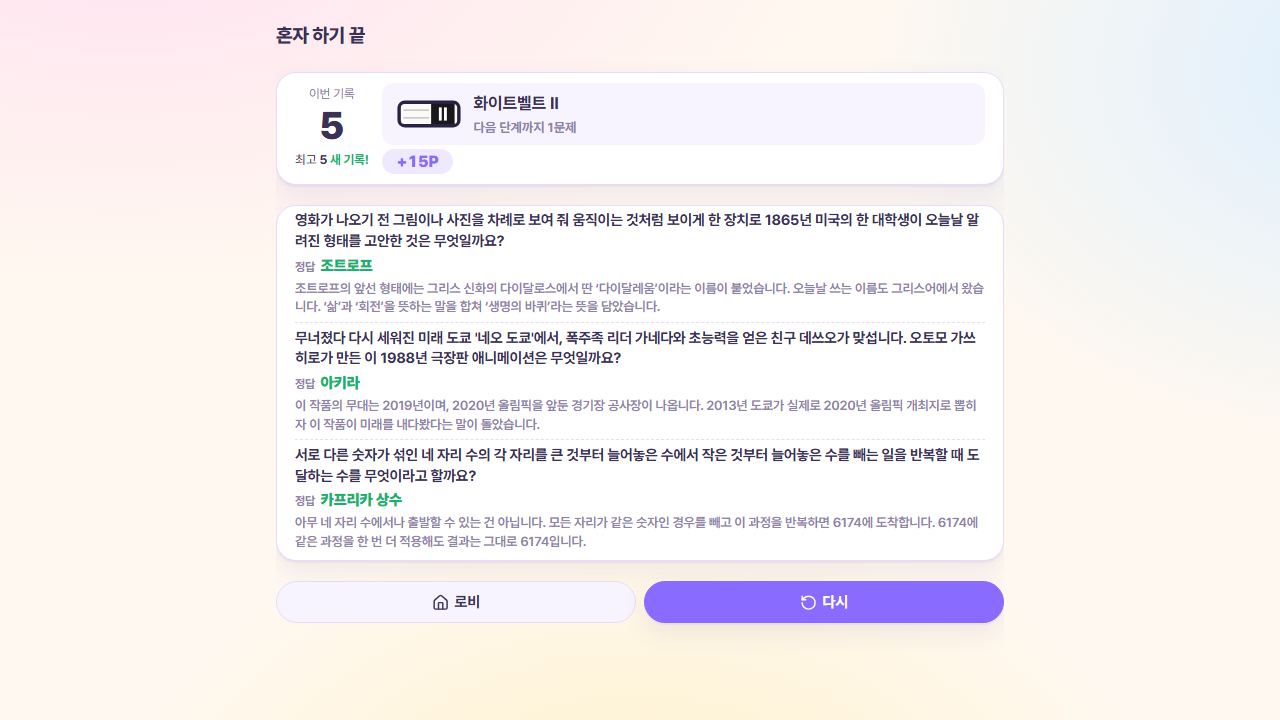 혼자 하기 끝
이번 기록
5
최고 5 새 기록!
화이트벨트 II
다음 단계까지 1문제
+15P
영화가 나오기 전 그림이나 사진을 차례로 보여 줘 움직이는 것처럼 보이게 한 장치로 1865년 미국의 한 대학생이 오늘날 알
려진 형태를 고안한 것은 무엇일까요?
정답 조트로프
조트로프의 앞선 형태에는 그리스 신화의 다이달로스에서 딴 ‘다이달레움’이라는 이름이 붙었습니다. 오늘날 쓰는 이름도 그리스어에서 왔습
니다. ‘삶’과 ‘회전’을 뜻하는 말을 합쳐 ‘생명의 바퀴’라는 뜻을 담았습니다.
무너졌다 다시 세워진 미래 도쿄 '네오 도쿄'에서, 폭주족 리더 가네다와 초능력을 얻은 친구 데쓰오가 맞섭니다. 오토모 가쓰
히로가 만든 이 1988년 극장판 애니메이션은 무엇일까요?
정답 아키라
이 작품의 무대는 2019년이며, 2020년 올림픽을 앞둔 경기장 공사장이 나옵니다. 2013년 도쿄가 실제로 2020년 올림픽 개최지로 뽑히
자 이 작품이 미래를 내다봤다는 말이 돌았습니다.
서로 다른 숫자가 섞인 네 자리 수의 각 자리를 큰 것부터 늘어놓은 수에서 작은 것부터 늘어놓은 수를 빼는 일을 반복할 때 도
달하는 수를 무엇이라고 할까요?
정답 카프리카 상수
아무 네 자리 수에서나 출발할 수 있는 건 아닙니다. 모든 자리가 같은 숫자인 경우를 빼고 이 과정을 반복하면 6174에 도착합니다. 6174에
같은 과정을 한 번 더 적용해도 결과는 그대로 6174입니다.
로비
다시